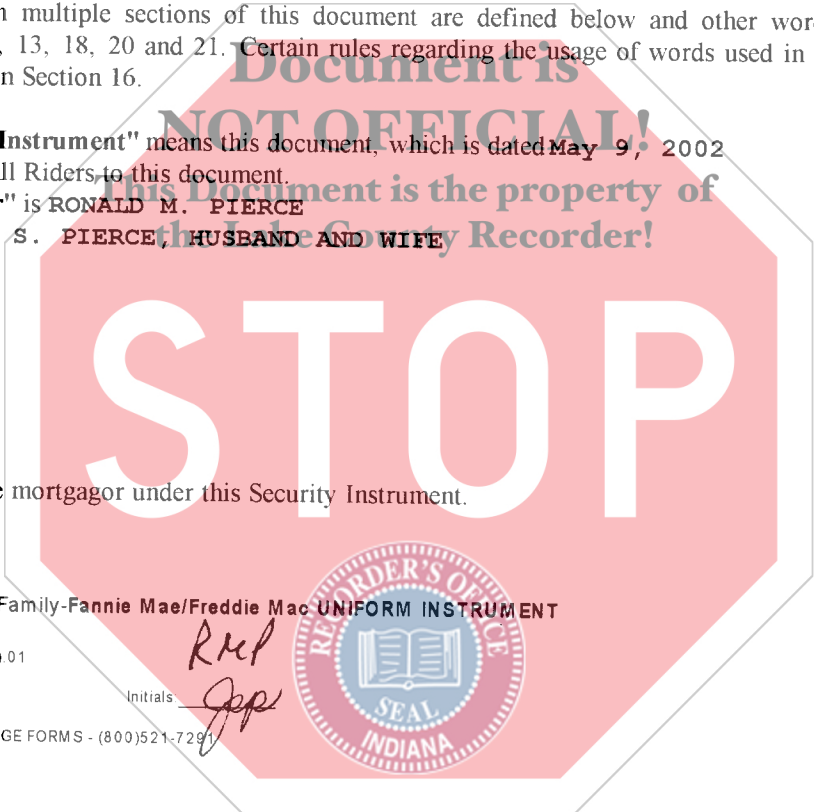 multiple sections of this document are defined below and other wor
, 13, 18, 20 and 21. Certain rules regarding the usage of words used in
n Section 16.
Document is
NOT OFFICIAL!
This Document is the property of
the Lake County Recorder!
Instrument" means this document, which is dated May 9, 2002
ll Riders to this document.
" is RONALD M. PIERCE
S. PIERCE, HUSBAND AND WIFE
STOP
mortgagor under this Security Instrument.
Family-Fannie Mae/Freddie Mac UNIFORM INSTRUMENT
.01
RMP
Initials:
GE FORMS - (800)521-7291
RECORDER'S OFFICE
SEAL
INDIANA